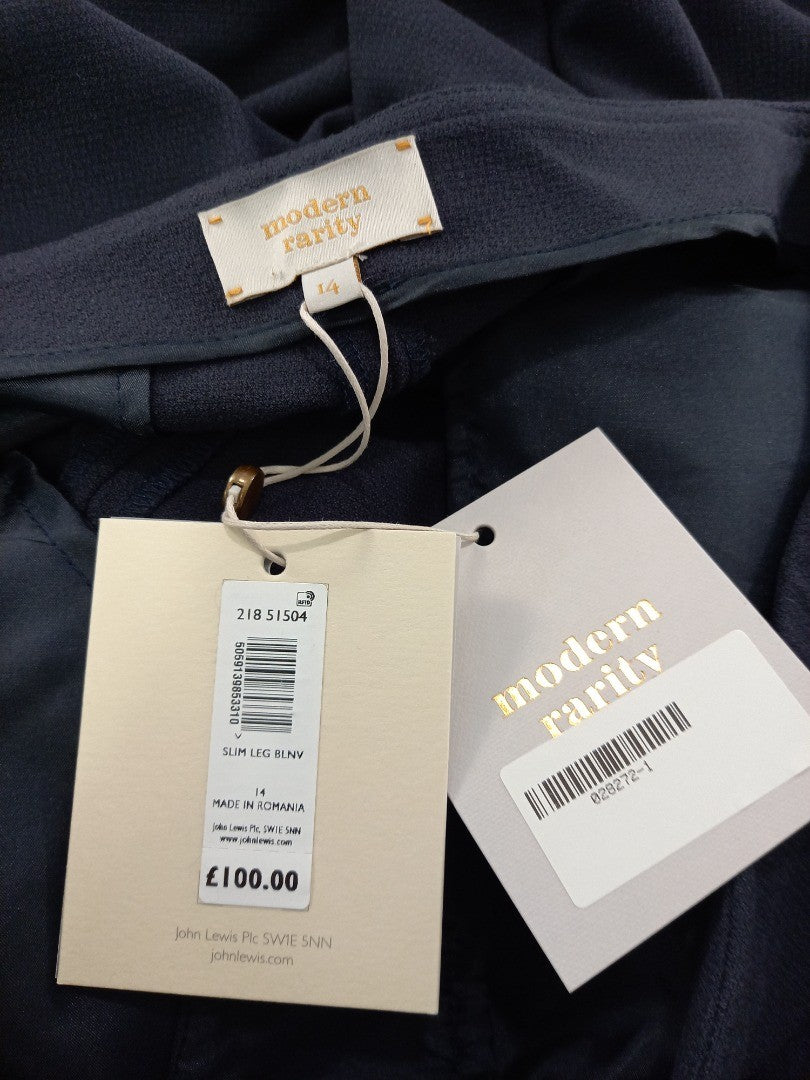 modern
rarity
14
RFID
218 51504
5059139853310
SLIM LEG BLNV
14
MADE IN ROMANIA
John Lewis Plc, SW1E 5NN
www.johnlewis.com
£100.00
John Lewis Plc SW1E 5NN
johnlewis.com
modern
rarity
028272-1